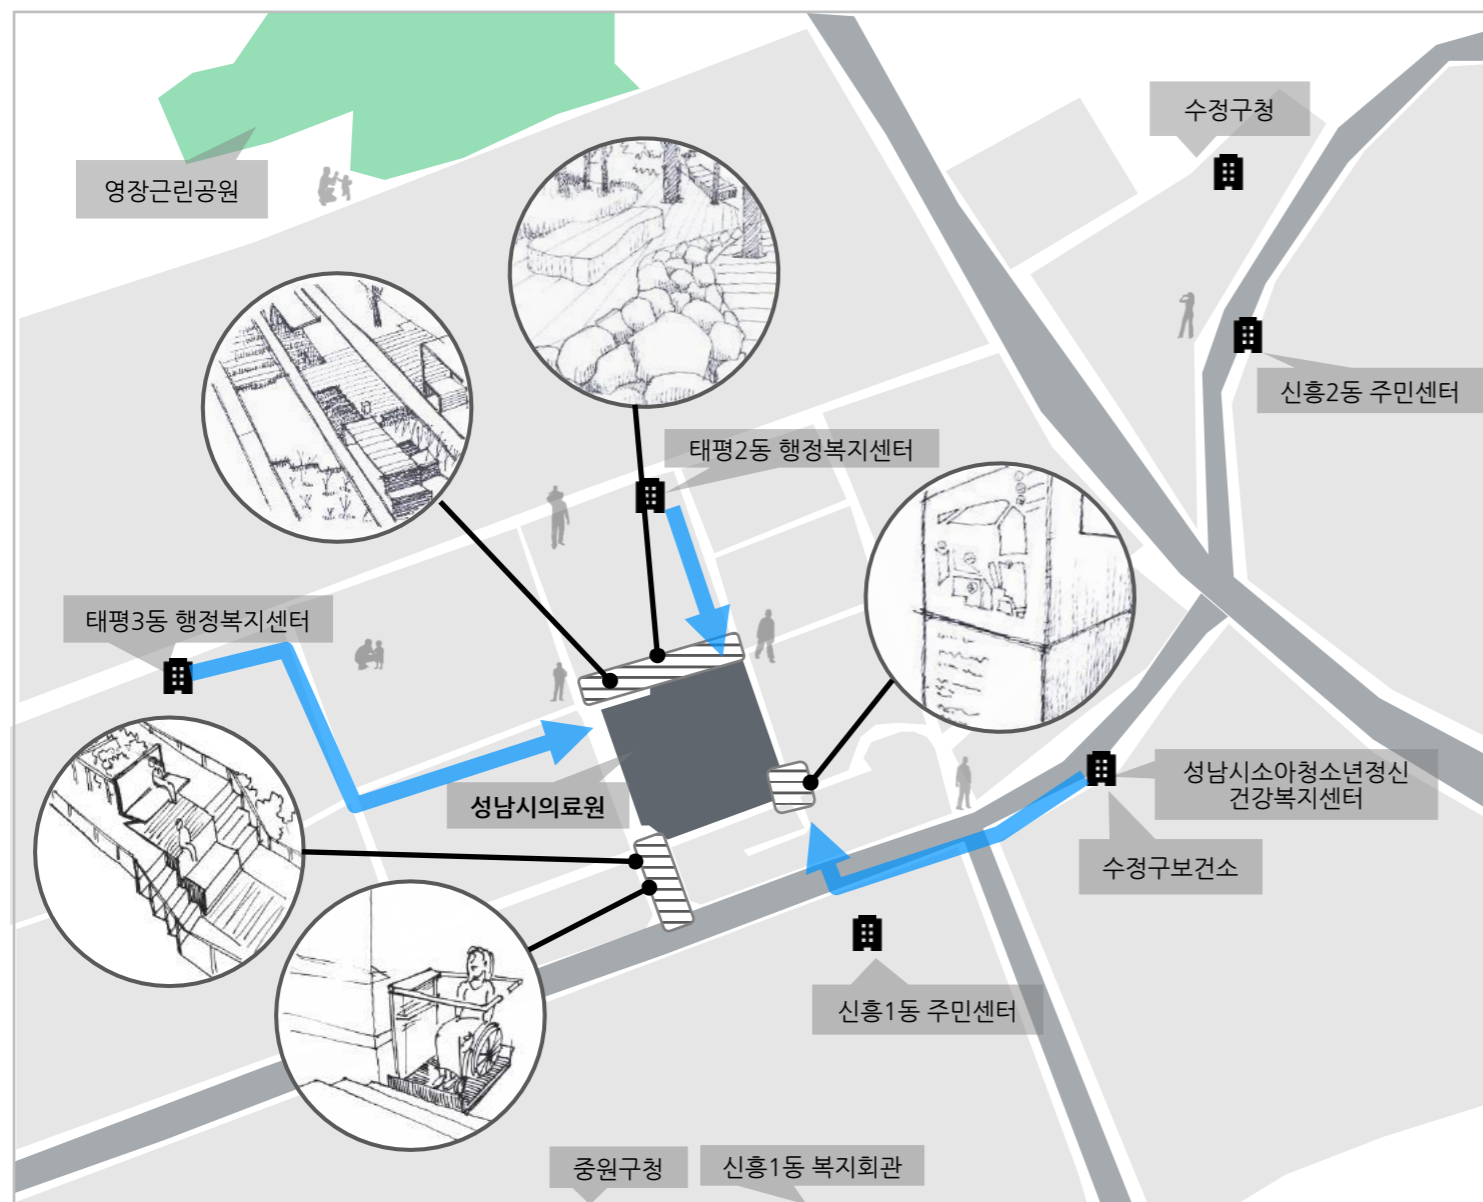 수정구청
영장근린공원
신흥2동 주민센터
태평2동 행정복지센터
태평3동 행정복지센터
성남시의료원
성남시소아청소년정신
건강복지센터
수정구보건소
신흥1동 주민센터
중원구청
신흥1동 복지회관